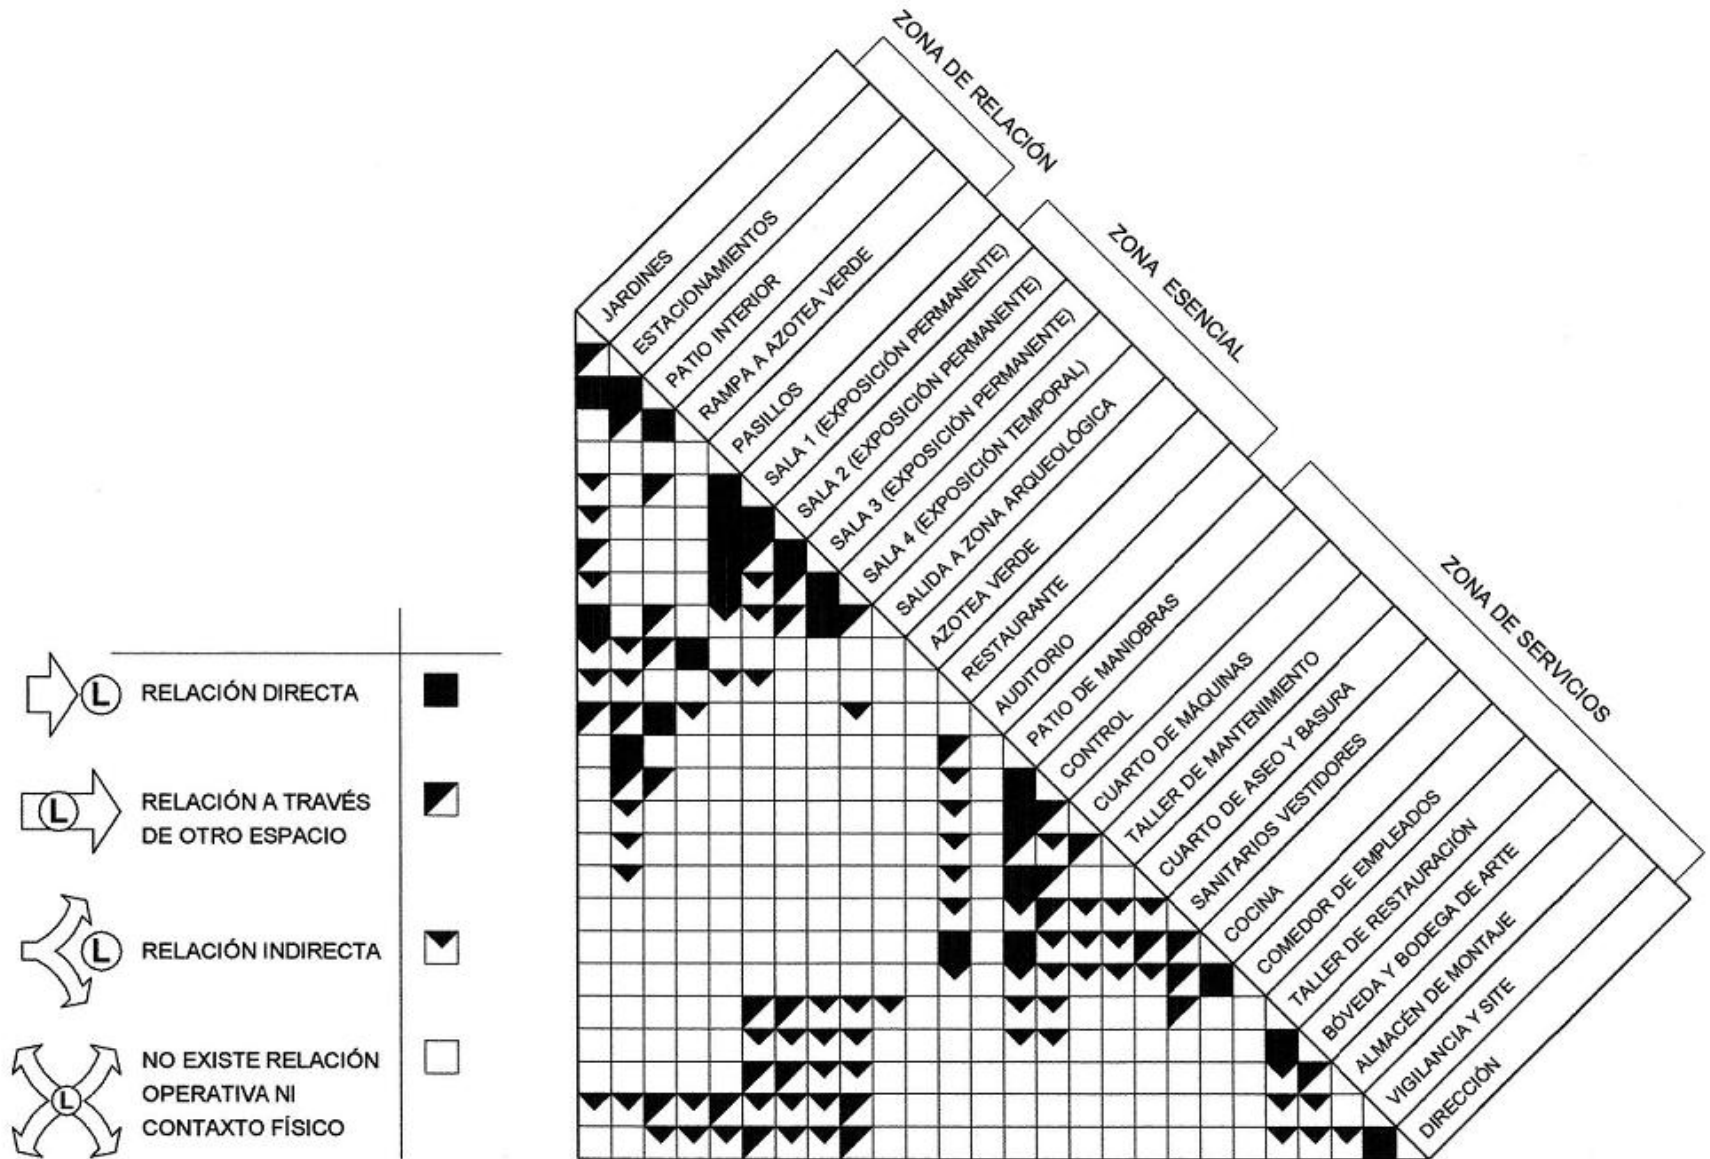 ZONA DE RELACIÓN
ZONA ESENCIAL
ZONA DE SERVICIOS
JARDINES
ESTACIONAMIENTOS
PATIO INTERIOR
RAMPA A AZOTEA VERDE
PASILLOS
SALA 1 (EXPOSICIÓN PERMANENTE)
SALA 2 (EXPOSICIÓN PERMANENTE)
SALA 3 (EXPOSICIÓN PERMANENTE)
SALA 4 (EXPOSICIÓN TEMPORAL)
SALIDA A ZONA ARQUEOLÓGICA
AZOTEA VERDE
RESTAURANTE
AUDITORIO
PATIO DE MANIOBRAS
CONTROL
CUARTO DE MÁQUINAS
TALLER DE MANTENIMIENTO
CUARTO DE ASEO Y BASURA
SANITARIOS VESTIDORES
COCINA
COMEDOR DE EMPLEADOS
TALLER DE RESTAURACIÓN
BÓVEDA Y BODEGA DE ARTE
ALMACÉN DE MONTAJE
VIGILANCIA Y SITE
DIRECCIÓN
L RELACIÓN DIRECTA
L RELACIÓN A TRAVÉS
DE OTRO ESPACIO
L RELACIÓN INDIRECTA
NO EXISTE RELACIÓN
L OPERATIVA NI
CONTAXTO FÍSICO